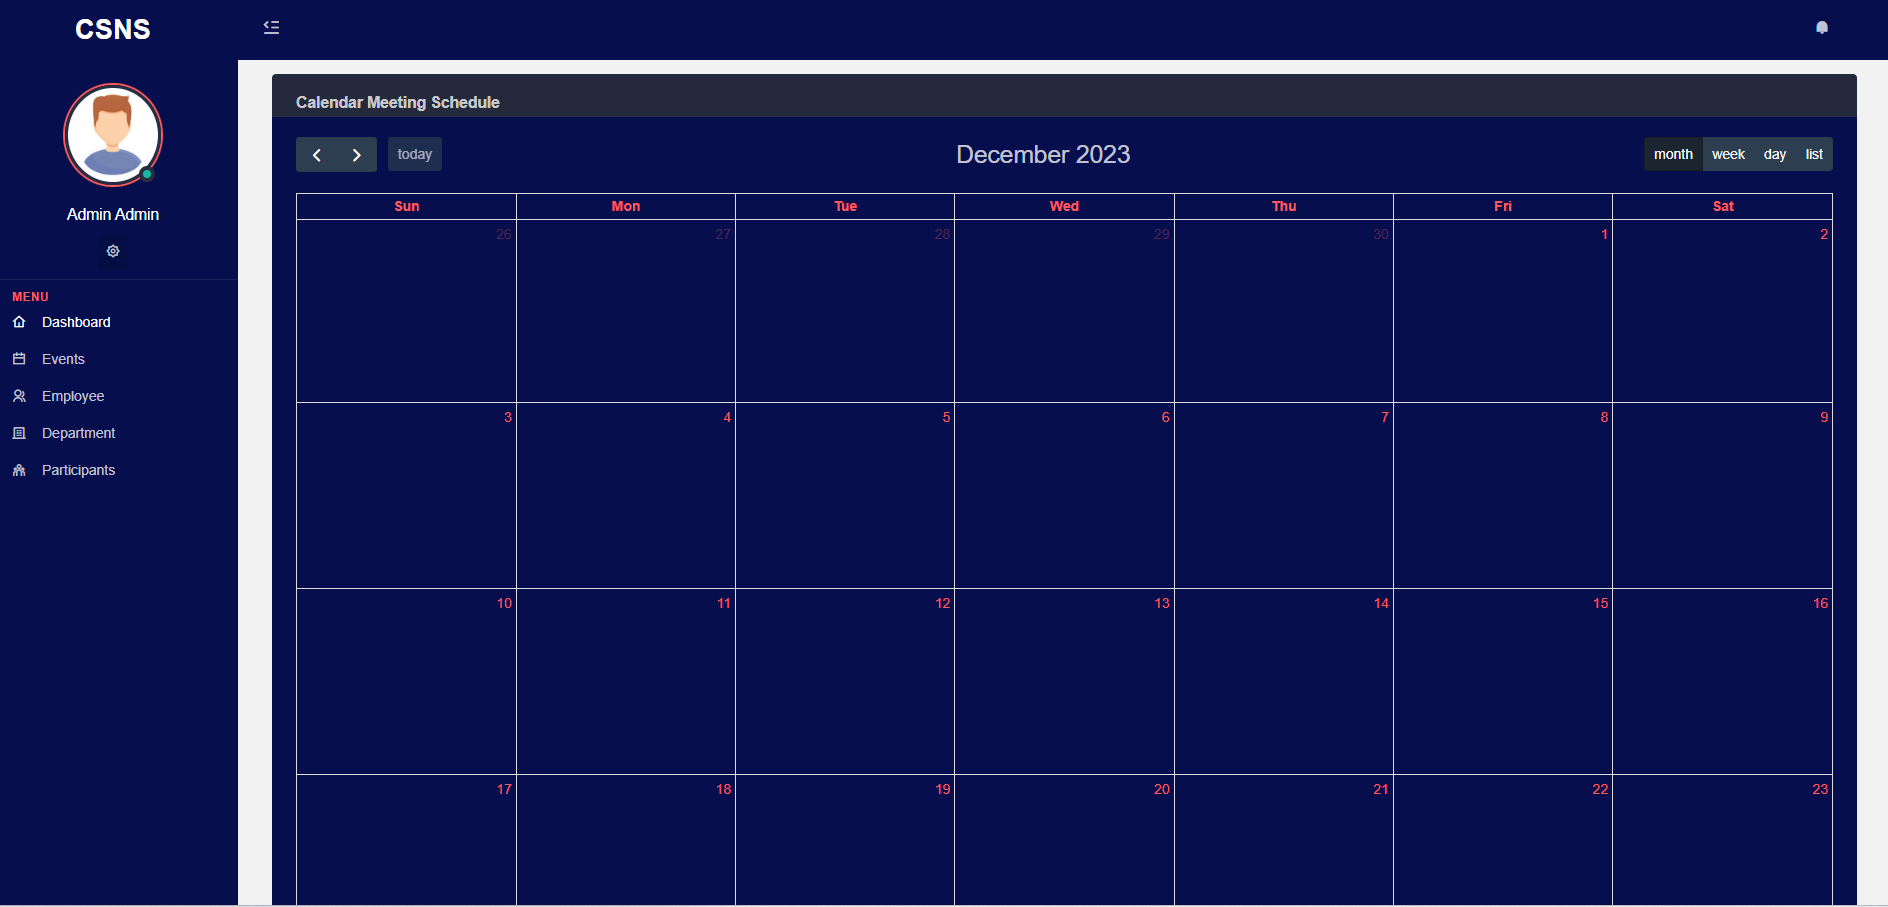 CSNS
Admin Admin
MENU
Dashboard
Events
Employee
Department
Participants
Calendar Meeting Schedule
today
December 2023
month week day list
Sun Mon Tue Wed Thu Fri Sat
26 27 28 29 30 1 2
3 4 5 6 7 8 9
10 11 12 13 14 15 16
17 18 19 20 21 22 23